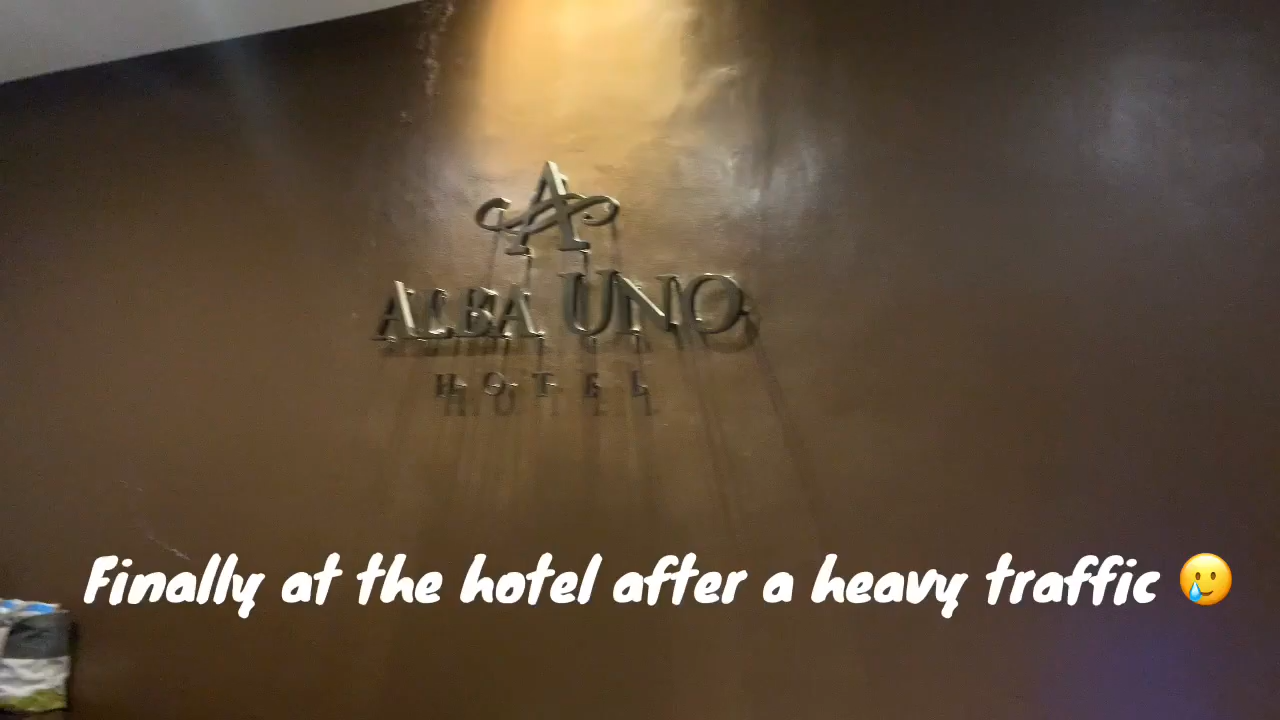 A
ALBA UNO
HOTEL
Finally at the hotel after a heavy traffic 🥲